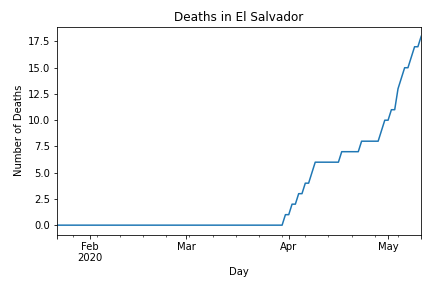 Deaths in El Salvador
17.5
15.0
12.5
10.0
7.5
5.0
2.5
0.0
Number of Deaths
Feb
2020
Mar
Apr
May
Day